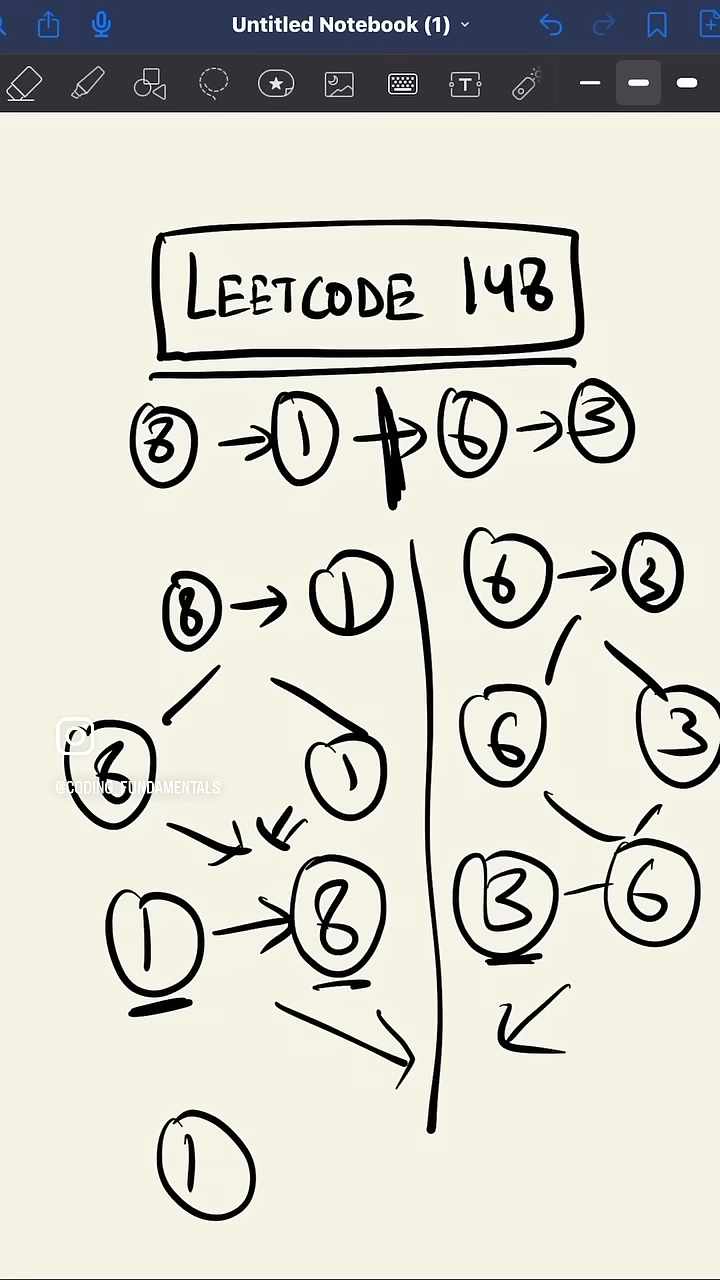 Untitled Notebook (1)
T
LEETCODE 148
8 → 1 → 6 → 3
8 → 1 6 → 3
8 1 6 3
@CODING_FUNDAMENTALS
1 → 8 3 – 6
1